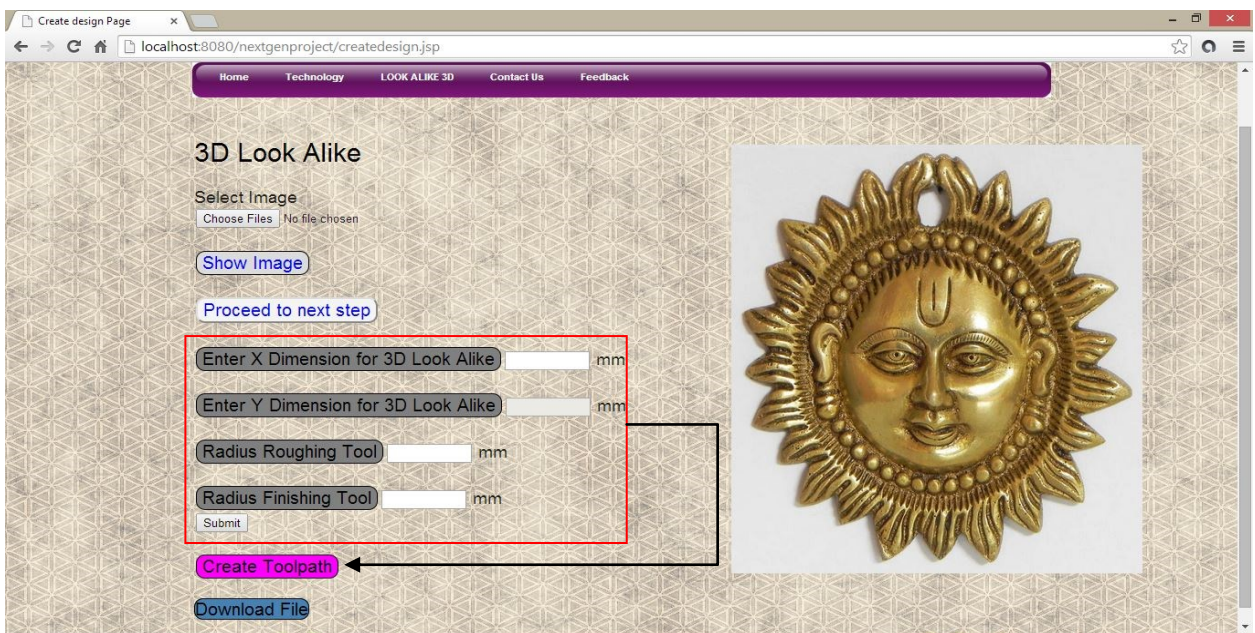 Create design Page
localhost:8080/nextgenproject/createdesign.jsp
Home Technology LOOK ALIKE 3D Contact Us Feedback
3D Look Alike
Select Image
Choose Files No file chosen
Show Image
Proceed to next step
Enter X Dimension for 3D Look Alike mm
Enter Y Dimension for 3D Look Alike mm
Radius Roughing Tool mm
Radius Finishing Tool mm
Submit
Create Toolpath
Download File